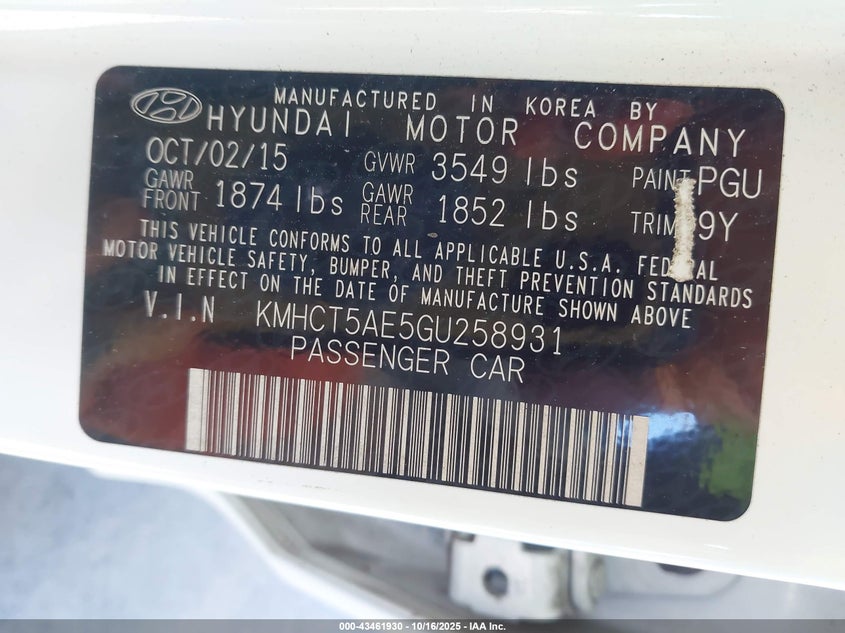 MANUFACTURED IN KOREA BY
HYUNDAI MOTOR COMPANY
OCT/02/15 GVWR 3549 lbs PAINT PGU
GAWR FRONT 1874 lbs GAWR REAR 1852 lbs TRIM 9Y
THIS VEHICLE CONFORMS TO ALL APPLICABLE U.S.A. FEDERAL
MOTOR VEHICLE SAFETY, BUMPER, AND THEFT PREVENTION STANDARDS
IN EFFECT ON THE DATE OF MANUFACTURE SHOWN ABOVE
V.I.N KMHCT5AE5GU258931
PASSENGER CAR
000-43461930 - 10/16/2025 - IAA Inc.